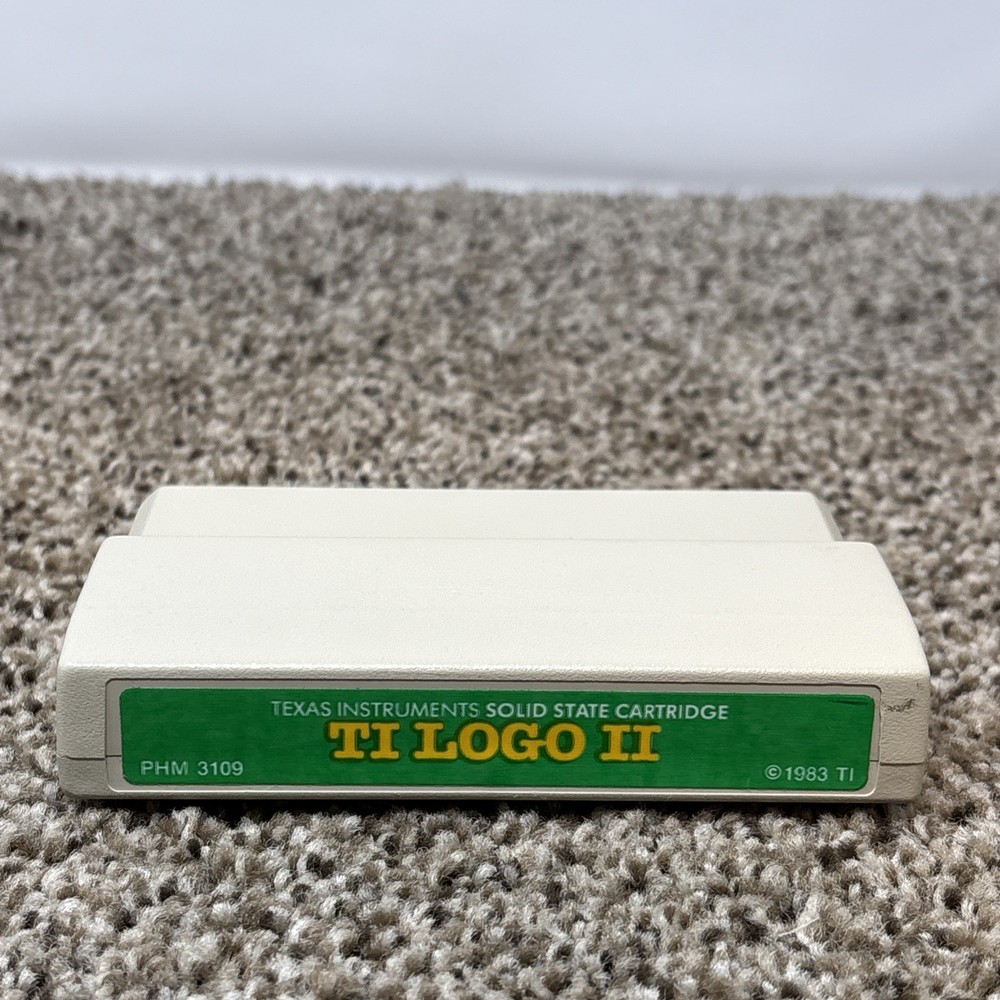 TEXAS INSTRUMENTS SOLID STATE CARTRIDGE
TI LOGO II
PHM 3109
©1983 TI